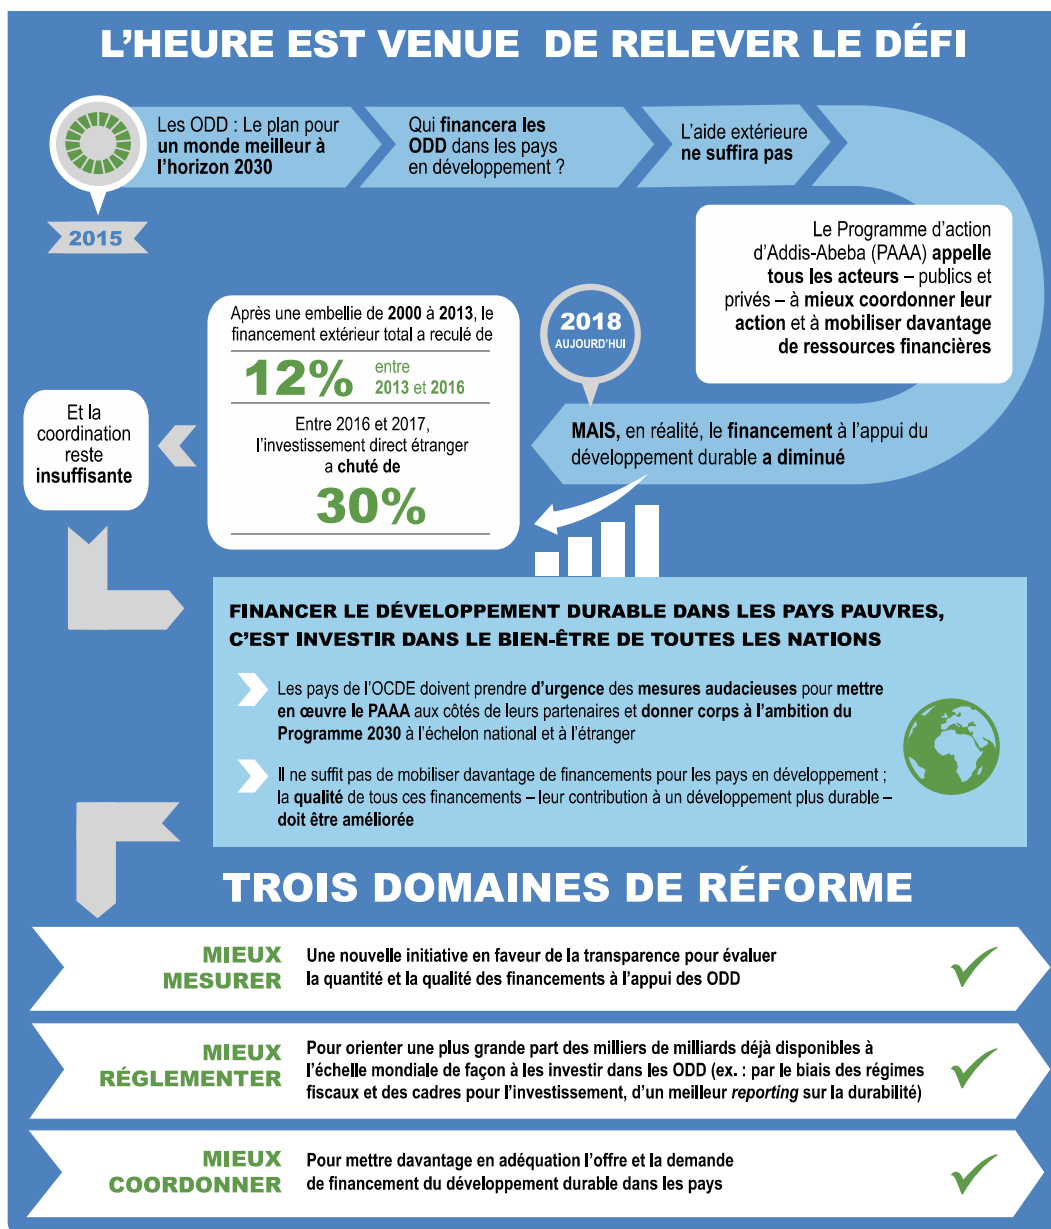 L'HEURE EST VENUE DE RELEVER LE DÉFI
Les ODD : Le plan pour
un monde meilleur à
l'horizon 2030
Qui financera les
ODD dans les pays
en développement ?
L'aide extérieure
ne suffira pas
2015
Le Programme d'action
d'Addis-Abeba (PAAA) appelle
tous les acteurs – publics et
privés – à mieux coordonner leur
action et à mobiliser davantage
de ressources financières
2018
AUJOURD'HUI
MAIS, en réalité, le financement à l'appui du
développement durable a diminué
Après une embellie de 2000 à 2013, le
financement extérieur total a reculé de
12% entre
2013 et 2016
Entre 2016 et 2017,
l'investissement direct étranger
a chuté de
30%
Et la
coordination
reste
insuffisante
FINANCER LE DÉVELOPPEMENT DURABLE DANS LES PAYS PAUVRES,
C'EST INVESTIR DANS LE BIEN-ÊTRE DE TOUTES LES NATIONS
Les pays de l'OCDE doivent prendre d'urgence des mesures audacieuses pour mettre
en œuvre le PAAA aux côtés de leurs partenaires et donner corps à l'ambition du
Programme 2030 à l'échelon national et à l'étranger
Il ne suffit pas de mobiliser davantage de financements pour les pays en développement ;
la qualité de tous ces financements – leur contribution à un développement plus durable –
doit être améliorée
TROIS DOMAINES DE RÉFORME
MIEUX
MESURER
Une nouvelle initiative en faveur de la transparence pour évaluer
la quantité et la qualité des financements à l'appui des ODD
MIEUX
RÉGLEMENTER
Pour orienter une plus grande part des milliers de milliards déjà disponibles à
l'échelle mondiale de façon à les investir dans les ODD (ex. : par le biais des régimes
fiscaux et des cadres pour l'investissement, d'un meilleur reporting sur la durabilité)
MIEUX
COORDONNER
Pour mettre davantage en adéquation l'offre et la demande
de financement du développement durable dans les pays